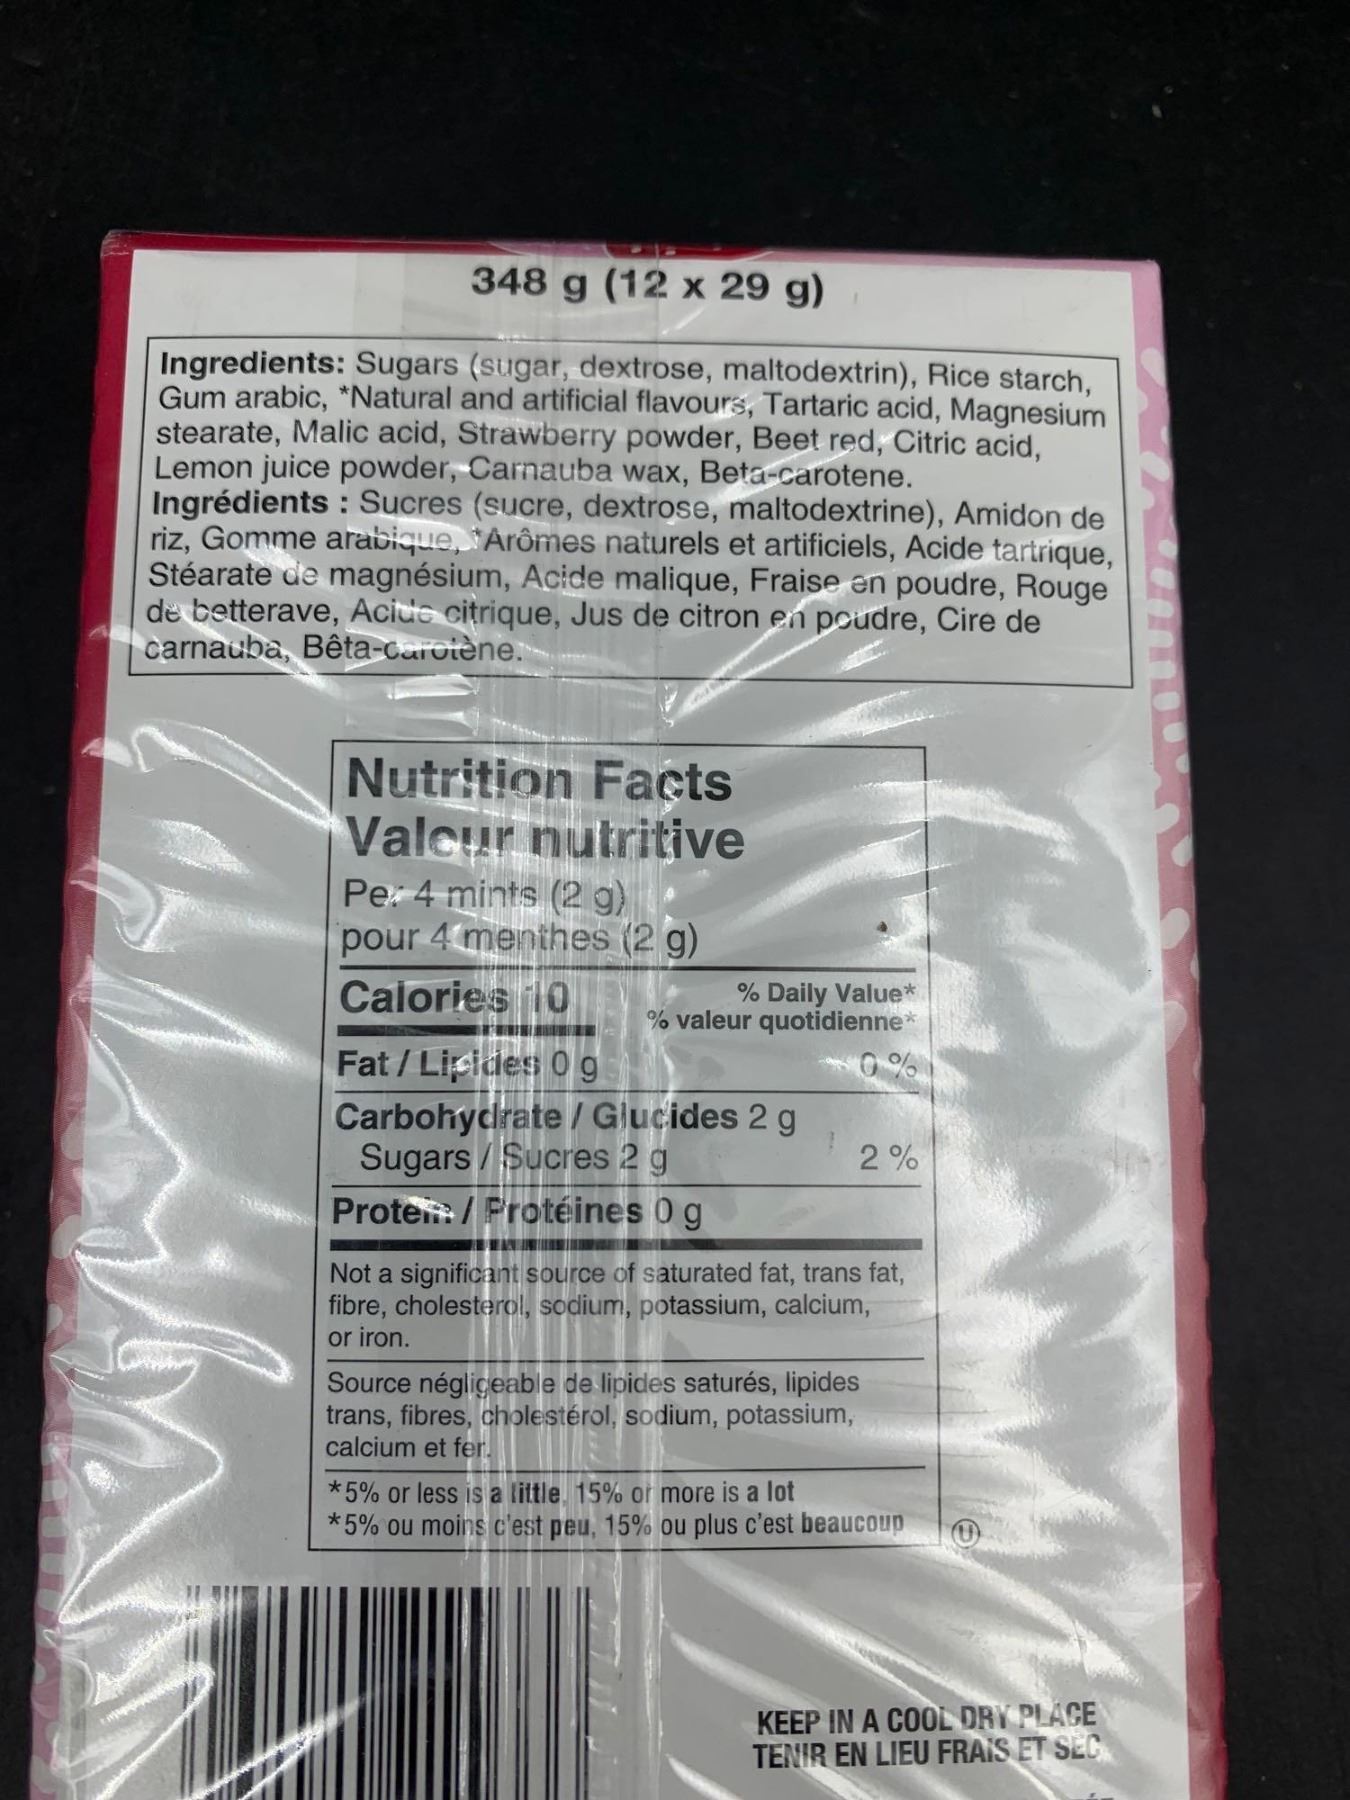 348 g (12 x 29 g)
Ingredients: Sugars (sugar, dextrose, maltodextrin), Rice starch,
Gum arabic, *Natural and artificial flavours, Tartaric acid, Magnesium
stearate, Malic acid, Strawberry powder, Beet red, Citric acid,
Lemon juice powder, Carnauba wax, Beta-carotene.
Ingrédients : Sucres (sucre, dextrose, maltodextrine), Amidon de
riz, Gomme arabique, *Arômes naturels et artificiels, Acide tartrique,
Stéarate de magnésium, Acide malique, Fraise en poudre, Rouge
de betterave, Acide citrique, Jus de citron en poudre, Cire de
carnauba, Bêta-carotène.
Nutrition Facts
Valeur nutritive
Per 4 mints (2 g)
pour 4 menthes (2 g)
Calories 10
% Daily Value*
% valeur quotidienne*
Fat / Lipides 0 g 0 %
Carbohydrate / Glucides 2 g
Sugars / Sucres 2 g 2 %
Protein / Protéines 0 g
Not a significant source of saturated fat, trans fat,
fibre, cholesterol, sodium, potassium, calcium,
or iron.
Source négligeable de lipides saturés, lipides
trans, fibres, cholestérol, sodium, potassium,
calcium et fer.
*5% or less is a little, 15% or more is a lot
*5% ou moins c'est peu, 15% ou plus c'est beaucoup
U
KEEP IN A COOL DRY PLACE
TENIR EN LIEU FRAIS ET SEC